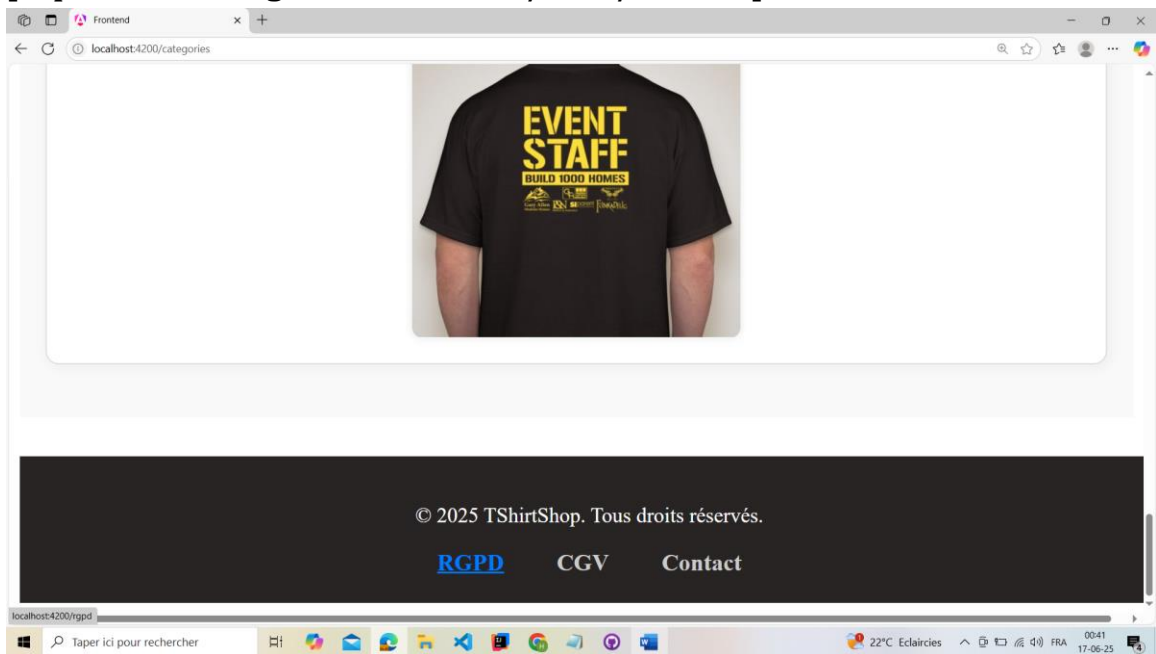 Frontend
localhost:4200/categories
EVENT
STAFF
BUILD 1000 HOMES
© 2025 TShirtShop. Tous droits réservés.
RGPD CGV Contact
localhost:4200/rgpd
Taper ici pour rechercher
22°C Eclaircies
FRA
00:41
17-06-25